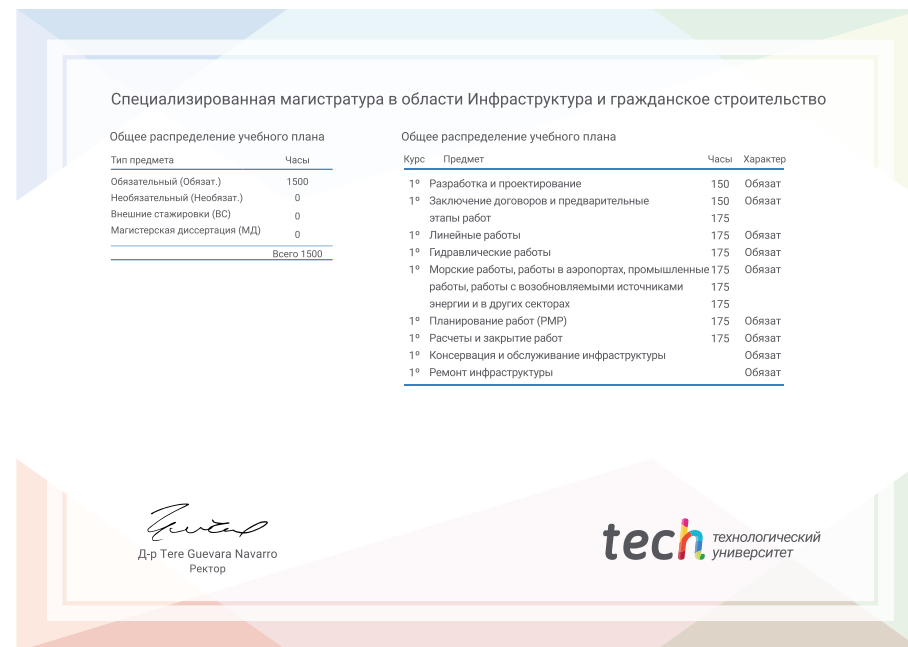 Специализированная магистратура в области Инфраструктура и гражданское строительство
Общее распределение учебного плана
Тип предмета Часы
Обязательный (Обязат.) 1500
Необязательный (Необязат.) 0
Внешние стажировки (ВС) 0
Магистерская диссертация (МД) 0
Всего 1500
Общее распределение учебного плана
Курс Предмет Часы Характер
1º Разработка и проектирование 150 Обязат
1º Заключение договоров и предварительные 150 Обязат
этапы работ 175
1º Линейные работы 175 Обязат
1º Гидравлические работы 175 Обязат
1º Морские работы, работы в аэропортах, промышленные 175 Обязат
работы, работы с возобновляемыми источниками 175
энергии и в других секторах 175
1º Планирование работ (PMP) 175 Обязат
1º Расчеты и закрытие работ 175 Обязат
1º Консервация и обслуживание инфраструктуры Обязат
1º Ремонт инфраструктуры Обязат
Д-р Tere Guevara Navarro
Ректор
tech технологический
университет